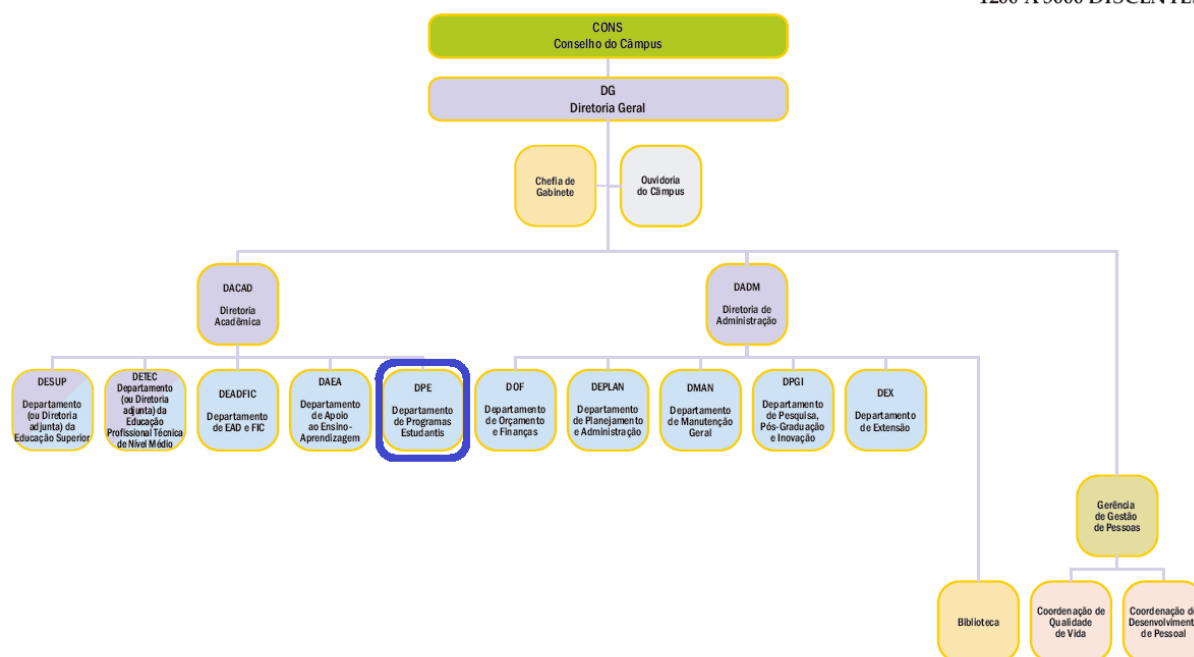 CONS
Conselho do Câmpus
DG
Diretoria Geral
Chefia de
Gabinete
Ouvidoria
do Câmpus
DACAD
Diretoria
Acadêmica
DADM
Diretoria de
Administração
DESUP
Departamento
(ou Diretoria
adjunta) da
Educação Superior
DETEC
Departamento
(ou Diretoria
adjunta) da
Educação
Profissional Técnica
de Nível Médio
DEADFIC
Departamento
de EAD e FIC
DAEA
Departamento
de Apoio
ao Ensino-
Aprendizagem
DPE
Departamento
de Programas
Estudantis
DOF
Departamento
de Orçamento
e Finanças
DEPLAN
Departamento
de Planejamento
e Administração
DMAN
Departamento
de Manutenção
Geral
DPGI
Departamento
de Pesquisa,
Pós-Graduação
e Inovação
DEX
Departamento
de Extensão
Gerência
de Gestão
de Pessoas
Biblioteca
Coordenação de
Qualidade
de Vida
Coordenação de
Desenvolvimento
de Pessoal